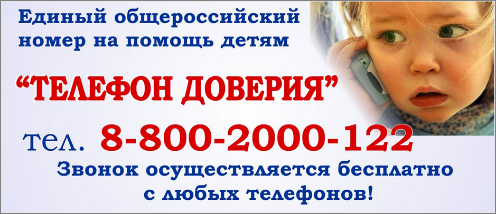 Единый общероссийский
номер на помощь детям
“ТЕЛЕФОН ДОВЕРИЯ”
тел. 8-800-2000-122
Звонок осуществляется бесплатно
с любых телефонов!